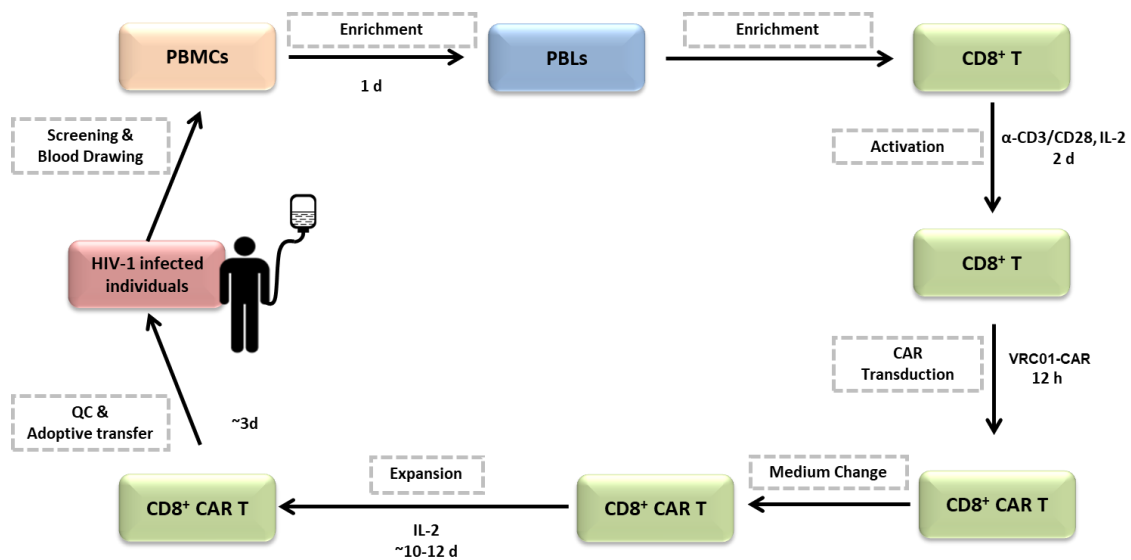 PBMCs
Enrichment
1 d
PBLs
Enrichment
CD8⁺ T
Activation
α-CD3/CD28, IL-2
2 d
CD8⁺ T
CAR
Transduction
VRC01-CAR
12 h
CD8⁺ CAR T
Medium Change
CD8⁺ CAR T
Expansion
IL-2
~10-12 d
CD8⁺ CAR T
QC &
Adoptive transfer
~3d
HIV-1 infected
individuals
Screening &
Blood Drawing